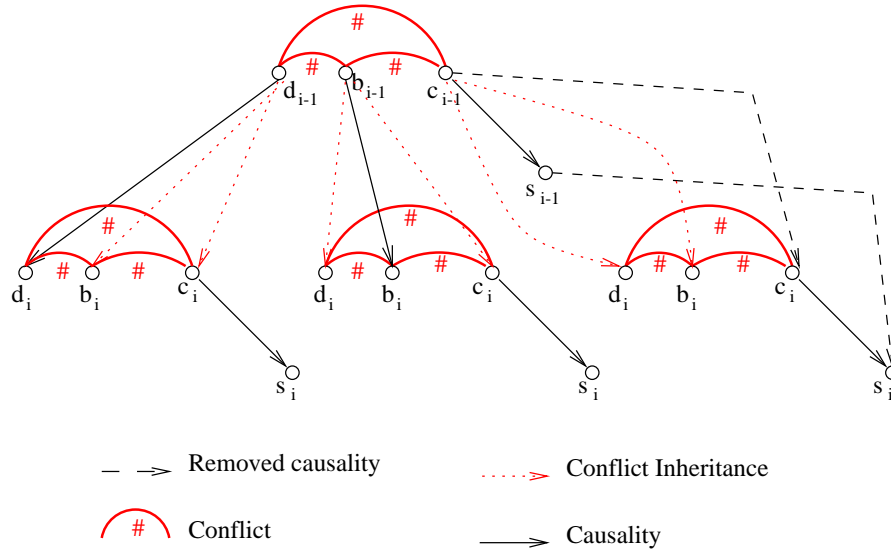 #
# #
d i-1 b i-1 c i-1
s i-1
# # #
# # # # # #
d i b i c i d i b i c i d i b i c i
s i s i s i
Removed causality Conflict Inheritance
# Conflict Causality